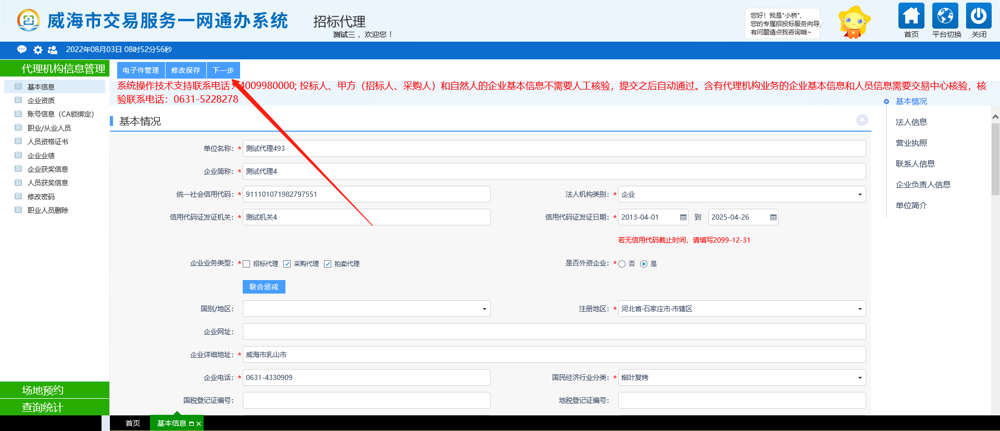 威海市交易服务一网通办系统
招标代理
测试三 ，欢迎您！
您好！我是"小桥",
您的专属招投标服务向导,
有问题请点我咨询哦~
首页
平台切换
关闭
2022年08月03日 08时52分56秒
代理机构信息管理
基本信息
企业资质
账号信息（CA锁绑定）
职业/从业人员
人员资格证书
企业业绩
企业获奖信息
人员获奖信息
修改密码
职业人员删除
场地预约
查询统计
电子件管理
修改保存
下一步
系统操作技术支持联系电话：4009980000; 投标人、甲方（招标人、采购人）和自然人的企业基本信息不需要人工核验，提交之后自动通过。含有代理机构业务的企业基本信息和人员信息需要交易中心核验，核
验联系电话：0631-5228278
基本情况
单位名称：* 测试代理493
企业简称：* 测试代理4
统一社会信用代码：* 911101071982797551
法人机构类别：* 企业
信用代码证发证机关：* 测试机关4
信用代码证发证日期：* 2013-04-01 到 2025-04-26
若无信用代码截止时间，请填写2099-12-31
企业业务类型：* 招标代理 采购代理 拍卖代理
是否外资企业：* 否 是
联合惩戒
国别/地区：
注册地区：* 河北省·石家庄市·市辖区
企业网址：
企业详细地址：* 威海市乳山市
企业电话：* 0631-4330909
国民经济行业分类：* 烟叶复烤
国税登记证编号：
地税登记证编号：
基本情况
法人信息
营业执照
联系人信息
企业负责人信息
单位简介
首页
基本信息